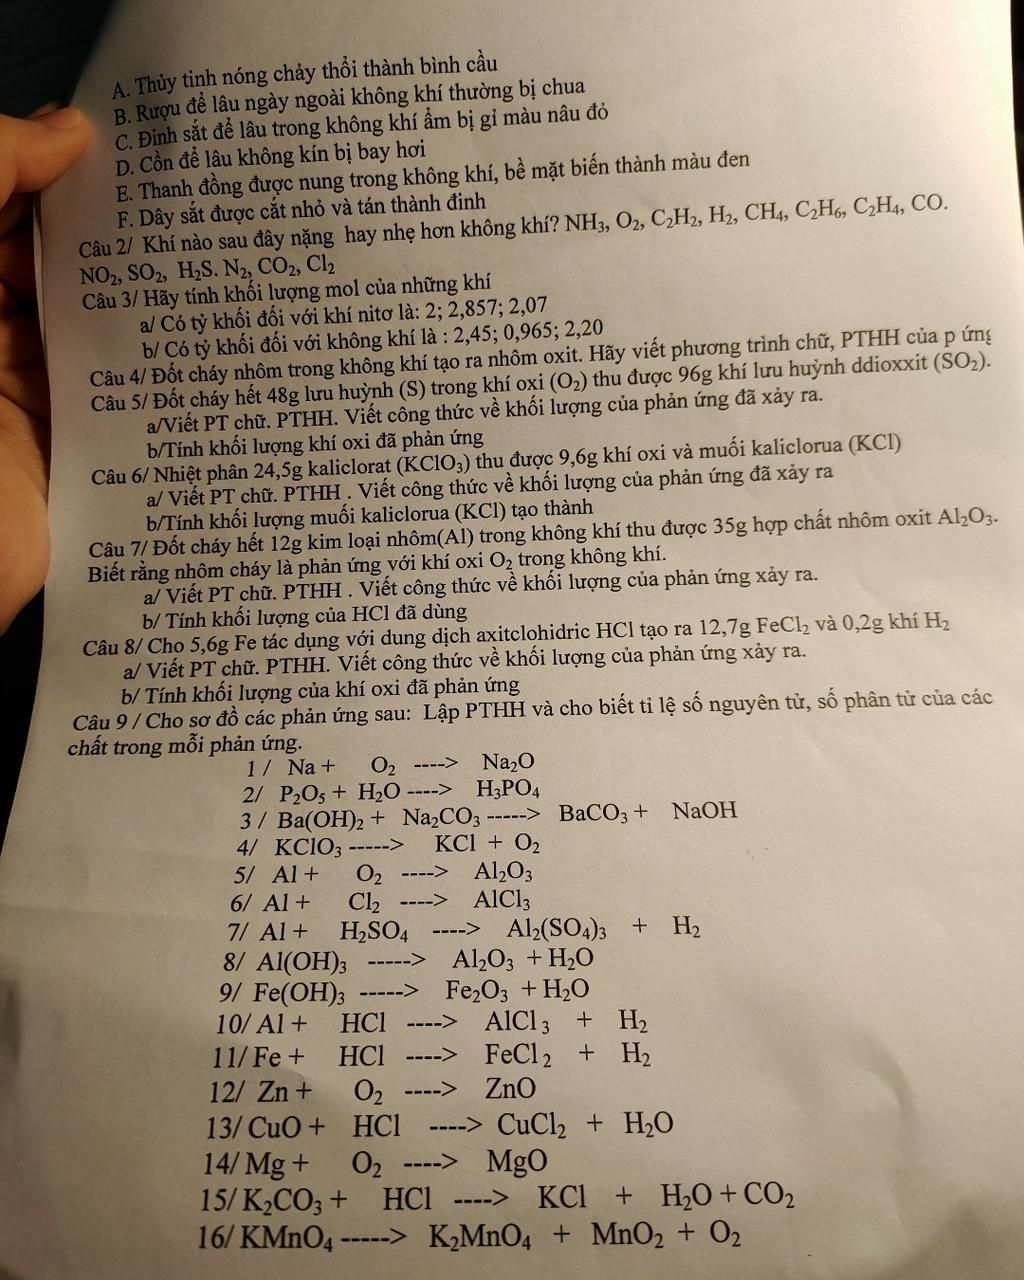 A. Thủy tinh nóng chảy thổi thành bình cầu
B. Rượu để lâu ngày ngoài không khí thường bị chua
C. Đinh sắt để lâu trong không khí ẩm bị gỉ màu nâu đỏ
D. Cồn để lâu không kín bị bay hơi
E. Thanh đồng được nung trong không khí, bề mặt biến thành màu đen
F. Dây sắt được cắt nhỏ và tán thành đinh
Câu 2/ Khí nào sau đây nặng hay nhẹ hơn không khí? NH₃, O₂, C₂H₂, H₂, CH₄, C₂H₆, C₂H₄, CO.
NO₂, SO₂, H₂S. N₂, CO₂, Cl₂
Câu 3/ Hãy tính khối lượng mol của những khí
a/ Có tỷ khối đối với khí nitơ là: 2; 2,857; 2,07
b/ Có tỷ khối đối với không khí là : 2,45; 0,965; 2,20
Câu 4/ Đốt cháy nhôm trong không khí tạo ra nhôm oxit. Hãy viết phương trình chữ, PTHH của p ứng
Câu 5/ Đốt cháy hết 48g lưu huỳnh (S) trong khí oxi (O₂) thu được 96g khí lưu huỳnh ddioxxit (SO₂).
a/Viết PT chữ. PTHH. Viết công thức về khối lượng của phản ứng đã xảy ra.
b/Tính khối lượng khí oxi đã phản ứng
Câu 6/ Nhiệt phân 24,5g kaliclorat (KClO₃) thu được 9,6g khí oxi và muối kaliclorua (KCl)
a/ Viết PT chữ. PTHH . Viết công thức về khối lượng của phản ứng đã xảy ra
b/Tính khối lượng muối kaliclorua (KCl) tạo thành
Câu 7/ Đốt cháy hết 12g kim loại nhôm(Al) trong không khí thu được 35g hợp chất nhôm oxit Al₂O₃.
Biết rằng nhôm cháy là phản ứng với khí oxi O₂ trong không khí.
a/ Viết PT chữ. PTHH . Viết công thức về khối lượng của phản ứng xảy ra.
b/ Tính khối lượng của HCl đã dùng
Câu 8/ Cho 5,6g Fe tác dụng với dung dịch axitclohidric HCl tạo ra 12,7g FeCl₂ và 0,2g khí H₂
a/ Viết PT chữ. PTHH. Viết công thức về khối lượng của phản ứng xảy ra.
b/ Tính khối lượng của khí oxi đã phản ứng
Câu 9 / Cho sơ đồ các phản ứng sau: Lập PTHH và cho biết tỉ lệ số nguyên tử, số phân tử của các
chất trong mỗi phản ứng.
1 / Na + O₂ ----> Na₂O
2/ P₂O₅ + H₂O ----> H₃PO₄
3 / Ba(OH)₂ + Na₂CO₃ -----> BaCO₃ + NaOH
4/ KClO₃ -----> KCl + O₂
5/ Al + O₂ ----> Al₂O₃
6/ Al + Cl₂ ----> AlCl₃
7/ Al + H₂SO₄ ----> Al₂(SO₄)₃ + H₂
8/ Al(OH)₃ -----> Al₂O₃ + H₂O
9/ Fe(OH)₃ -----> Fe₂O₃ + H₂O
10/ Al + HCl ----> AlCl ₃ + H₂
11/ Fe + HCl ----> FeCl ₂ + H₂
12/ Zn + O₂ ----> ZnO
13/ CuO + HCl ----> CuCl₂ + H₂O
14/ Mg + O₂ ----> MgO
15/ K₂CO₃ + HCl ----> KCl + H₂O + CO₂
16/ KMnO₄ -----> K₂MnO₄ + MnO₂ + O₂